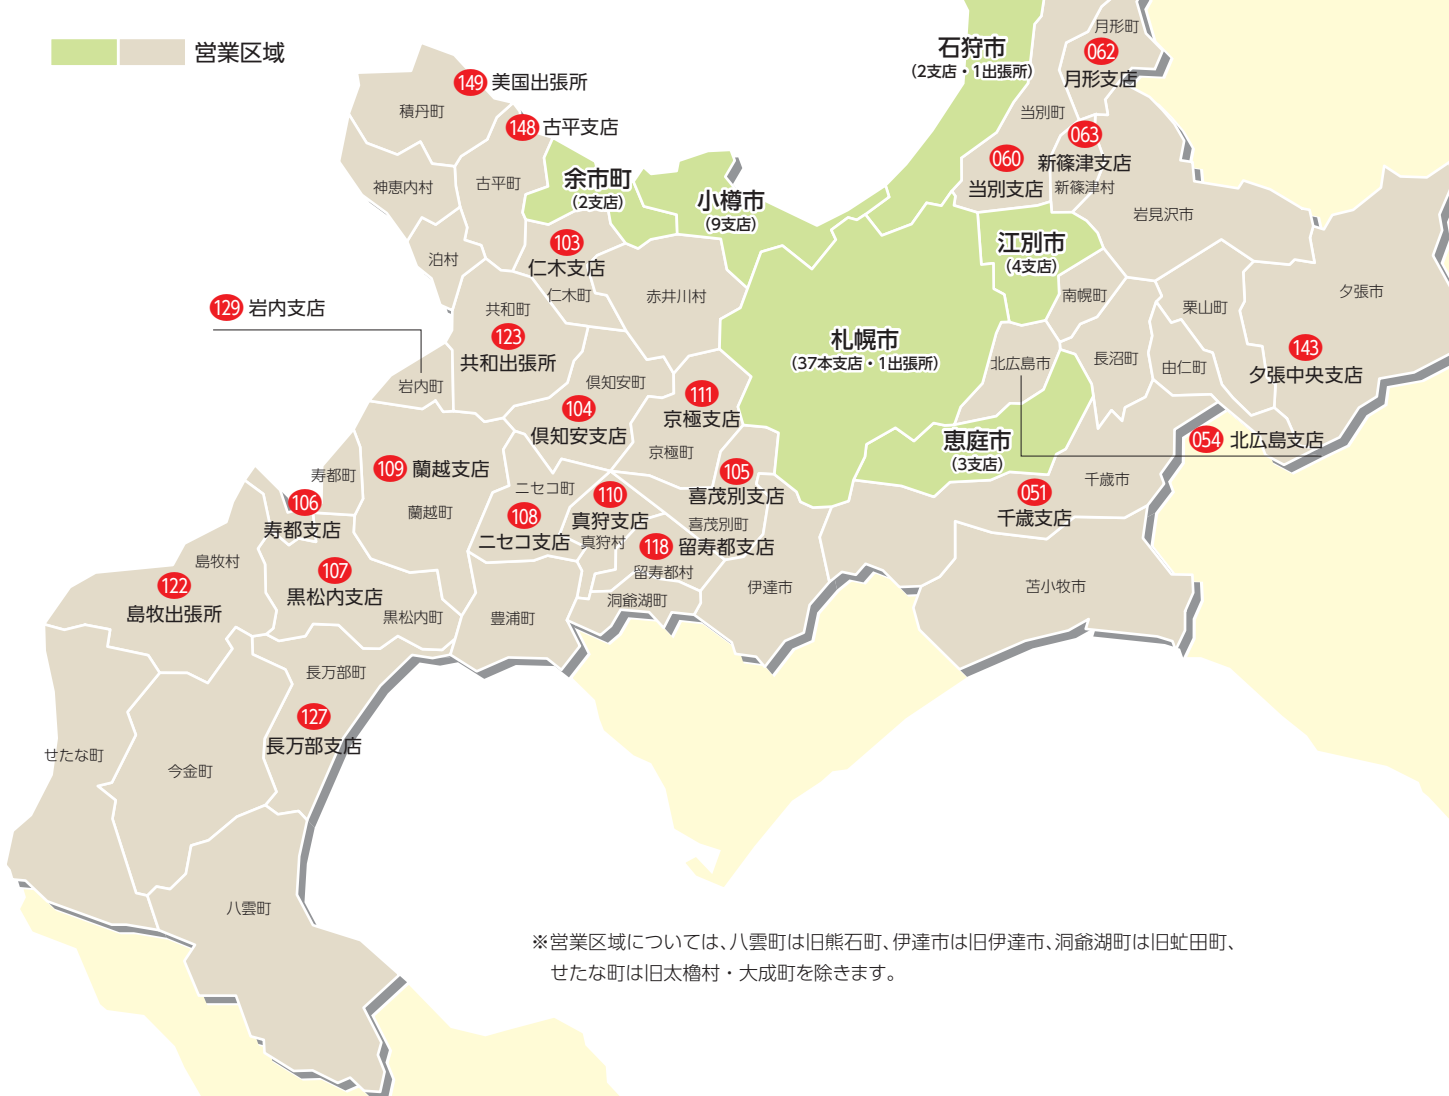 営業区域
石狩市
(2支店・1出張所)
月形町
062
月形支店
149 美国出張所
積丹町
148 古平支店
当別町
063
新篠津支店
060
当別支店
新篠津村
神恵内村
古平町
余市町
(2支店)
小樽市
(9支店)
岩見沢市
泊村
103
仁木支店
仁木町
江別市
(4支店)
赤井川村
南幌町
栗山町
夕張市
129 岩内支店
共和町
123
共和出張所
札幌市
(37本支店・1出張所)
北広島市
長沼町
由仁町
143
夕張中央支店
岩内町
倶知安町
104
倶知安支店
111
京極支店
京極町
恵庭市
(3支店)
054 北広島支店
寿都町
109 蘭越支店
蘭越町
ニセコ町
108
ニセコ支店
110
真狩支店
真狩村
105
喜茂別支店
喜茂別町
051
千歳支店
千歳市
106
寿都支店
118 留寿都支店
留寿都村
島牧村
122
島牧出張所
107
黒松内支店
黒松内町
豊浦町
洞爺湖町
伊達市
苫小牧市
長万部町
127
長万部支店
せたな町
今金町
八雲町
※営業区域については、八雲町は旧熊石町、伊達市は旧伊達市、洞爺湖町は旧虻田町、
せたな町は旧太櫓村・大成町を除きます。